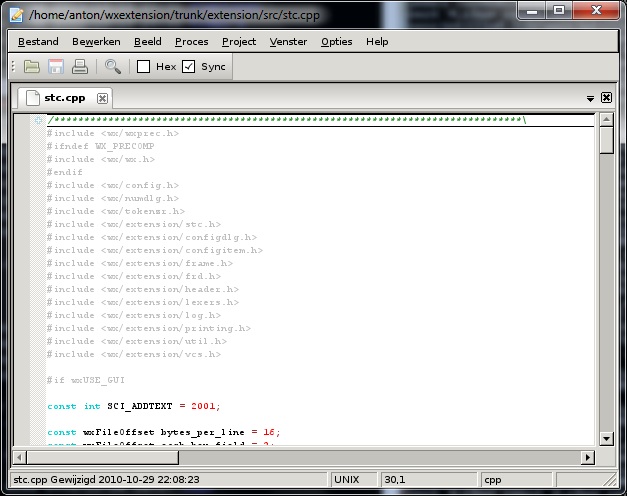 /home/anton/wxextension/trunk/extension/src/stc.cpp
Bestand Bewerken Beeld Proces Project Venster Opties Help
Hex Sync
stc.cpp
/******************************************************************************\
#include <wx/wxprec.h>
#ifndef WX_PRECOMP
#include <wx/wx.h>
#endif
#include <wx/config.h>
#include <wx/numdlg.h>
#include <wx/tokenzr.h>
#include <wx/extension/stc.h>
#include <wx/extension/configdlg.h>
#include <wx/extension/configitem.h>
#include <wx/extension/frame.h>
#include <wx/extension/frd.h>
#include <wx/extension/header.h>
#include <wx/extension/lexers.h>
#include <wx/extension/log.h>
#include <wx/extension/printing.h>
#include <wx/extension/util.h>
#include <wx/extension/vcs.h>
#if wxUSE_GUI
const int SCI_ADDTEXT = 2001;
const wxFileOffset bytes_per_line = 16;
const wxFileOffset each_hex_field = 3;
stc.cpp Gewijzigd 2010-10-29 22:08:23 UNIX 30,1 cpp